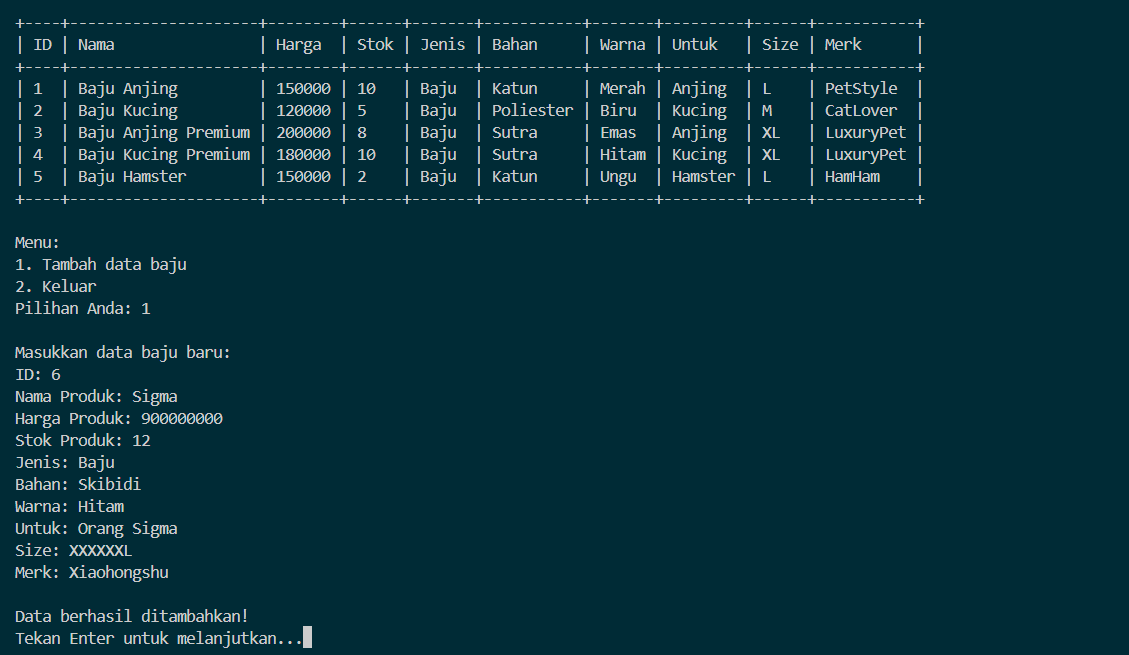 +----+---------------------+--------+------+-------+-----------+-------+---------+------+-----------+
| ID | Nama                | Harga  | Stok | Jenis | Bahan     | Warna | Untuk   | Size | Merk      |
+----+---------------------+--------+------+-------+-----------+-------+---------+------+-----------+
| 1  | Baju Anjing         | 150000 | 10   | Baju  | Katun     | Merah | Anjing  | L    | PetStyle  |
| 2  | Baju Kucing         | 120000 | 5    | Baju  | Poliester | Biru  | Kucing  | M    | CatLover  |
| 3  | Baju Anjing Premium | 200000 | 8    | Baju  | Sutra     | Emas  | Anjing  | XL   | LuxuryPet |
| 4  | Baju Kucing Premium | 180000 | 10   | Baju  | Sutra     | Hitam | Kucing  | XL   | LuxuryPet |
| 5  | Baju Hamster        | 150000 | 2    | Baju  | Katun     | Ungu  | Hamster | L    | HamHam    |
+----+---------------------+--------+------+-------+-----------+-------+---------+------+-----------+
Menu:
1. Tambah data baju
2. Keluar
Pilihan Anda: 1
Masukkan data baju baru:
ID: 6
Nama Produk: Sigma
Harga Produk: 900000000
Stok Produk: 12
Jenis: Baju
Bahan: Skibidi
Warna: Hitam
Untuk: Orang Sigma
Size: XXXXXXL
Merk: Xiaohongshu
Data berhasil ditambahkan!
Tekan Enter untuk melanjutkan...